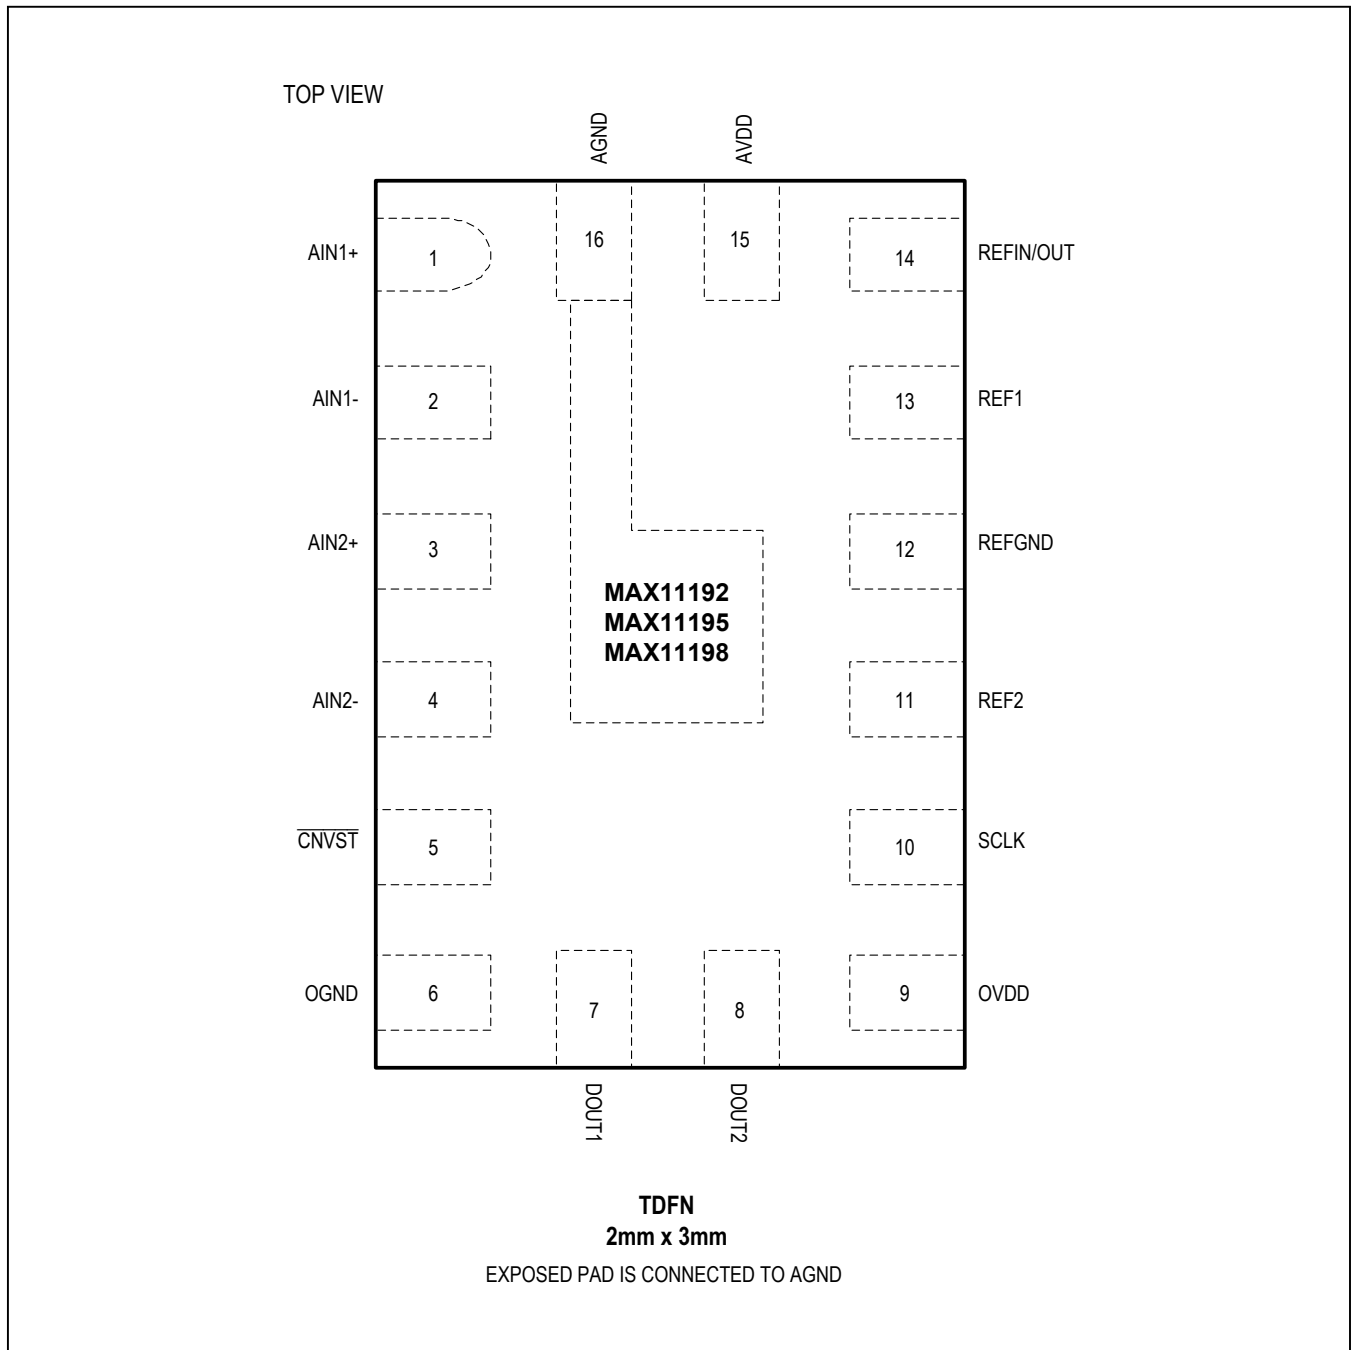 TOP VIEW
AGND
AVDD
AIN1+
1
16
15
14
REFIN/OUT
AIN1-
2
13
REF1
AIN2+
3
12
REFGND
MAX11192
MAX11195
MAX11198
AIN2-
4
11
REF2
CNVST
5
10
SCLK
OGND
6
7
8
9
OVDD
DOUT1
DOUT2
TDFN
2mm x 3mm
EXPOSED PAD IS CONNECTED TO AGND